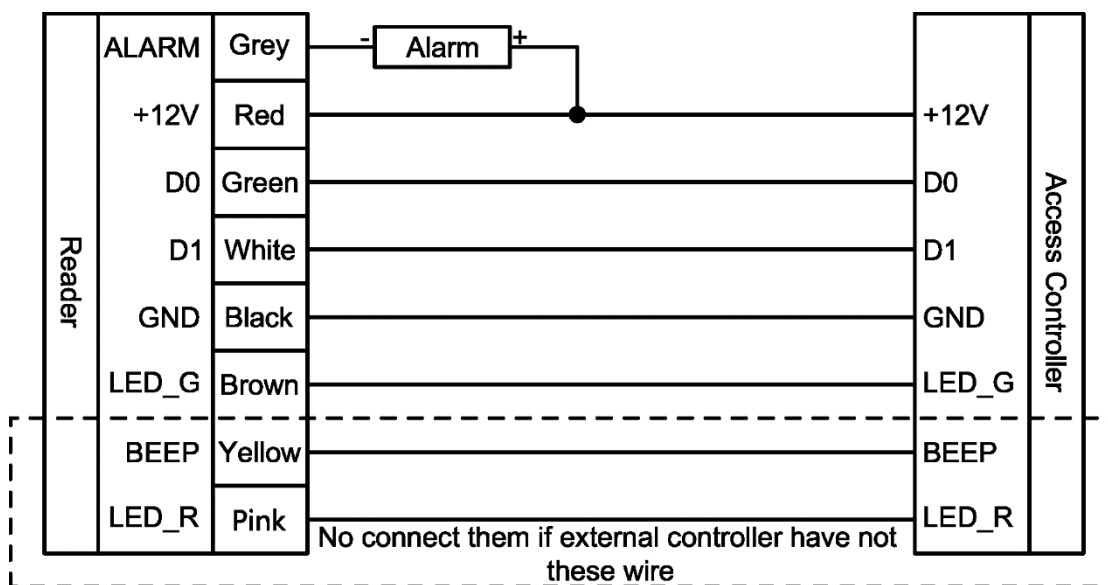 ALARM Grey - Alarm +
+12V Red +12V
D0 Green D0
D1 White D1
GND Black GND
LED_G Brown LED_G
BEEP Yellow BEEP
LED_R Pink LED_R
No connect them if external controller have not
these wire
Reader
Access Controller